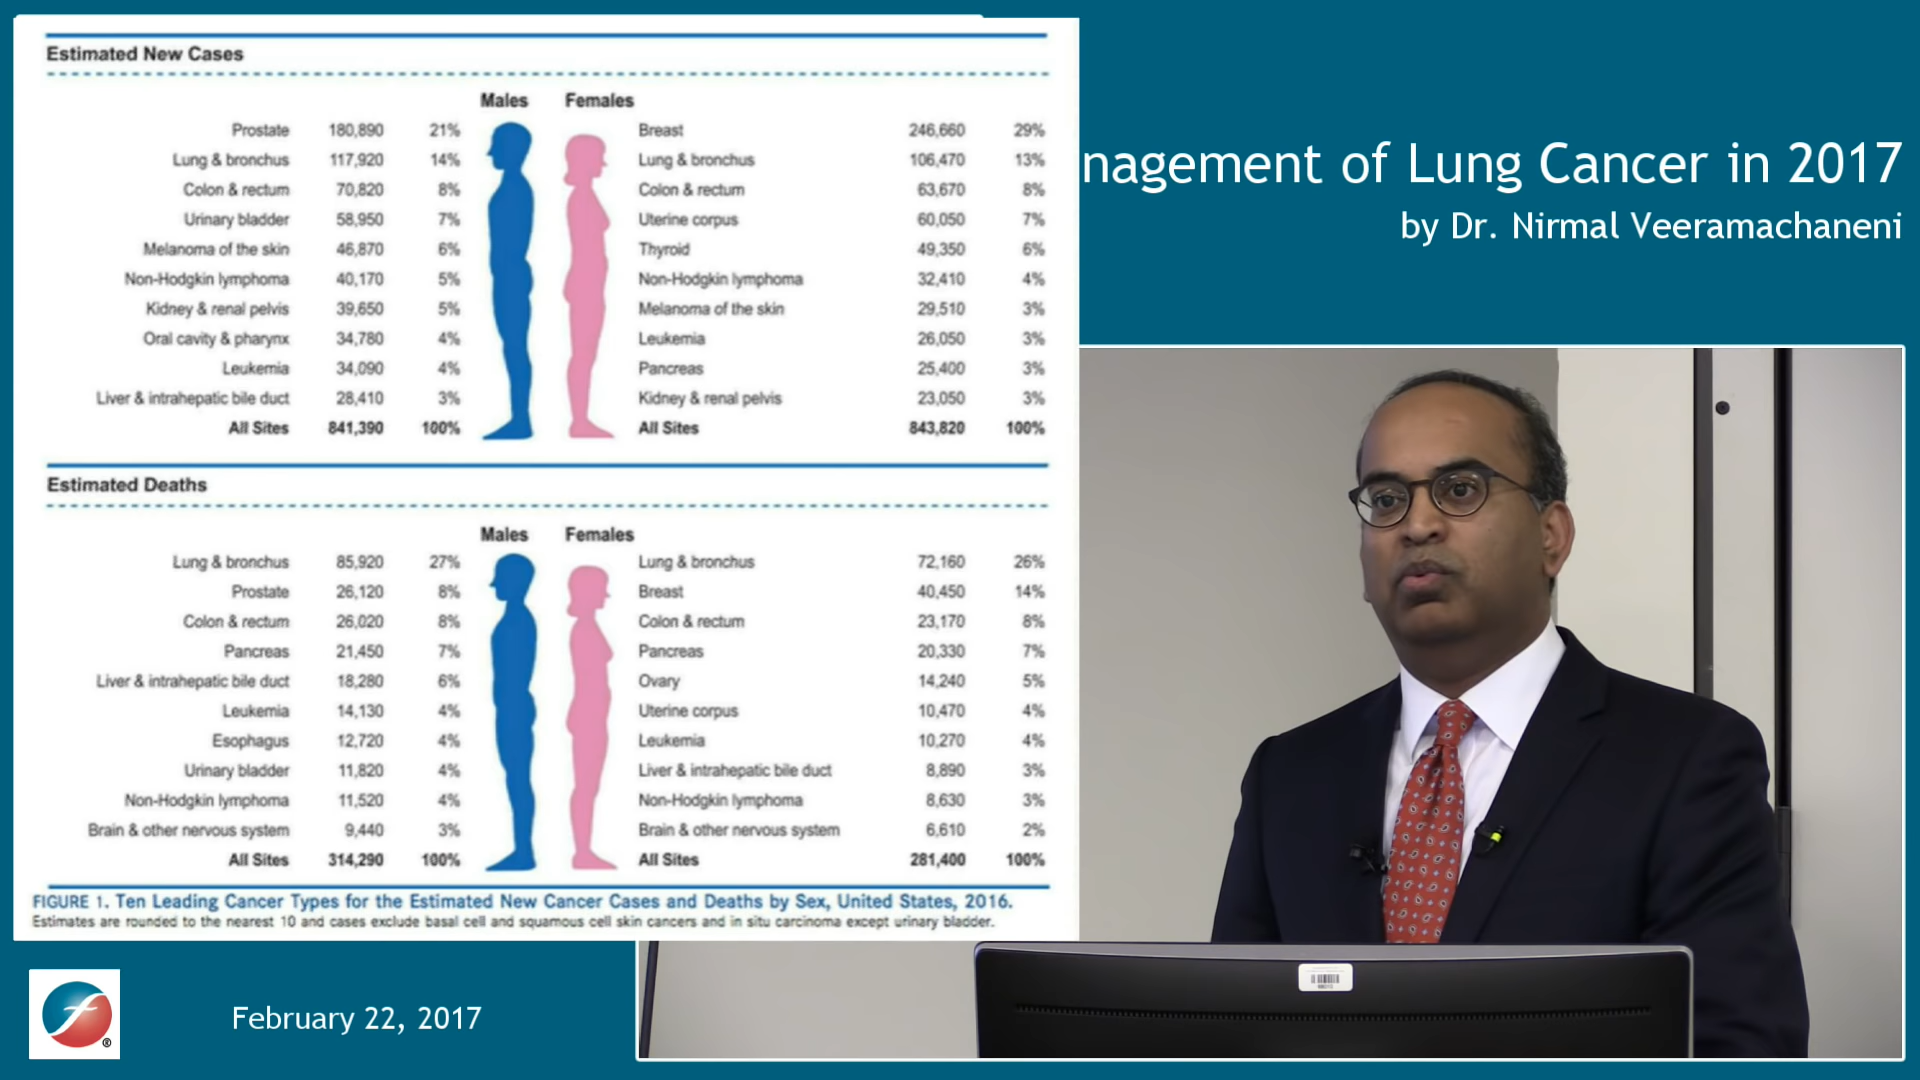 Estimated New Cases
Males Females
Prostate 180,890 21% Breast 246,660 29%
Lung & bronchus 117,920 14% Lung & bronchus 106,470 13%
Colon & rectum 70,820 8% Colon & rectum 63,670 8%
Urinary bladder 58,950 7% Uterine corpus 60,050 7%
Melanoma of the skin 46,870 6% Thyroid 49,350 6%
Non-Hodgkin lymphoma 40,170 5% Non-Hodgkin lymphoma 32,410 4%
Kidney & renal pelvis 39,650 5% Melanoma of the skin 29,510 3%
Oral cavity & pharynx 34,780 4% Leukemia 26,050 3%
Leukemia 34,090 4% Pancreas 25,400 3%
Liver & intrahepatic bile duct 28,410 3% Kidney & renal pelvis 23,050 3%
All Sites 841,390 100% All Sites 843,820 100%
Estimated Deaths
Males Females
Lung & bronchus 85,920 27% Lung & bronchus 72,160 26%
Prostate 26,120 8% Breast 40,450 14%
Colon & rectum 26,020 8% Colon & rectum 23,170 8%
Pancreas 21,450 7% Pancreas 20,330 7%
Liver & intrahepatic bile duct 18,280 6% Ovary 14,240 5%
Leukemia 14,130 4% Uterine corpus 10,470 4%
Esophagus 12,720 4% Leukemia 10,270 4%
Urinary bladder 11,820 4% Liver & intrahepatic bile duct 8,890 3%
Non-Hodgkin lymphoma 11,520 4% Non-Hodgkin lymphoma 8,630 3%
Brain & other nervous system 9,440 3% Brain & other nervous system 6,610 2%
All Sites 314,290 100% All Sites 281,400 100%
FIGURE 1. Ten Leading Cancer Types for the Estimated New Cancer Cases and Deaths by Sex, United States, 2016.
Estimates are rounded to the nearest 10 and cases exclude basal cell and squamous cell skin cancers and in situ carcinoma except urinary bladder.
nagement of Lung Cancer in 2017
by Dr. Nirmal Veeramachaneni
f ®
February 22, 2017